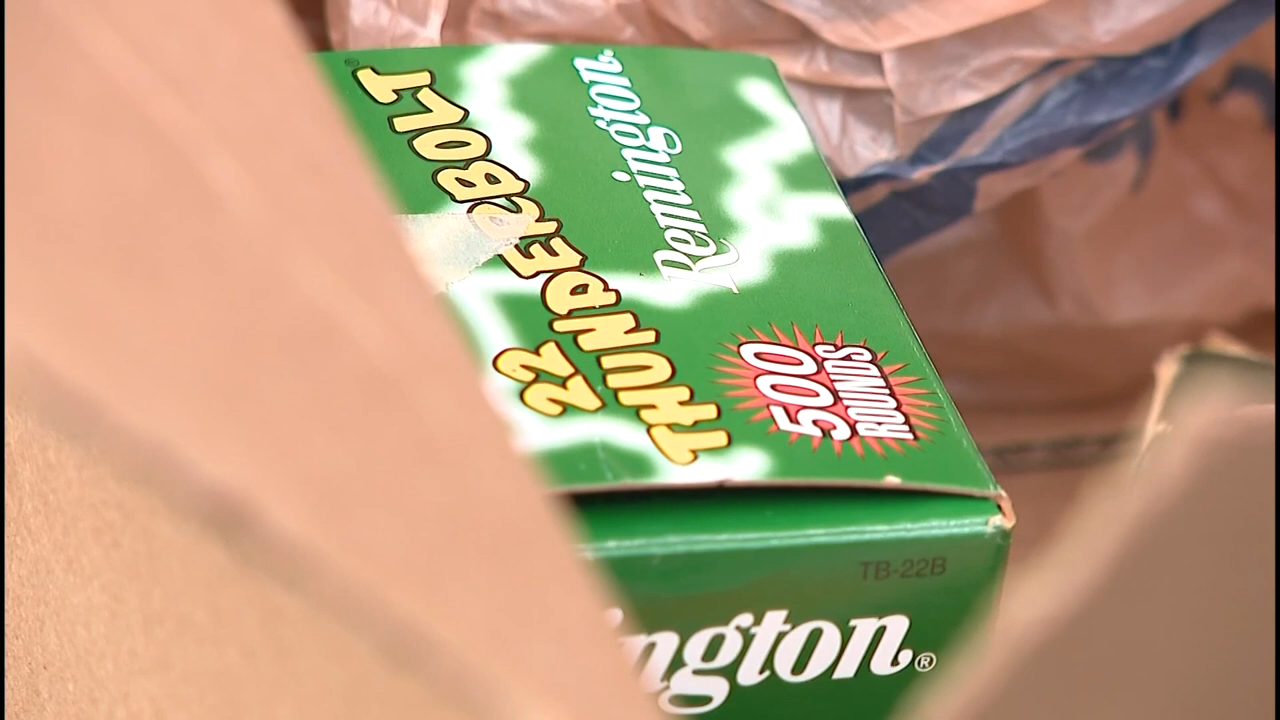 Remington®
22
THUNDERBOLT®
500
ROUNDS
TB-22B
ington®